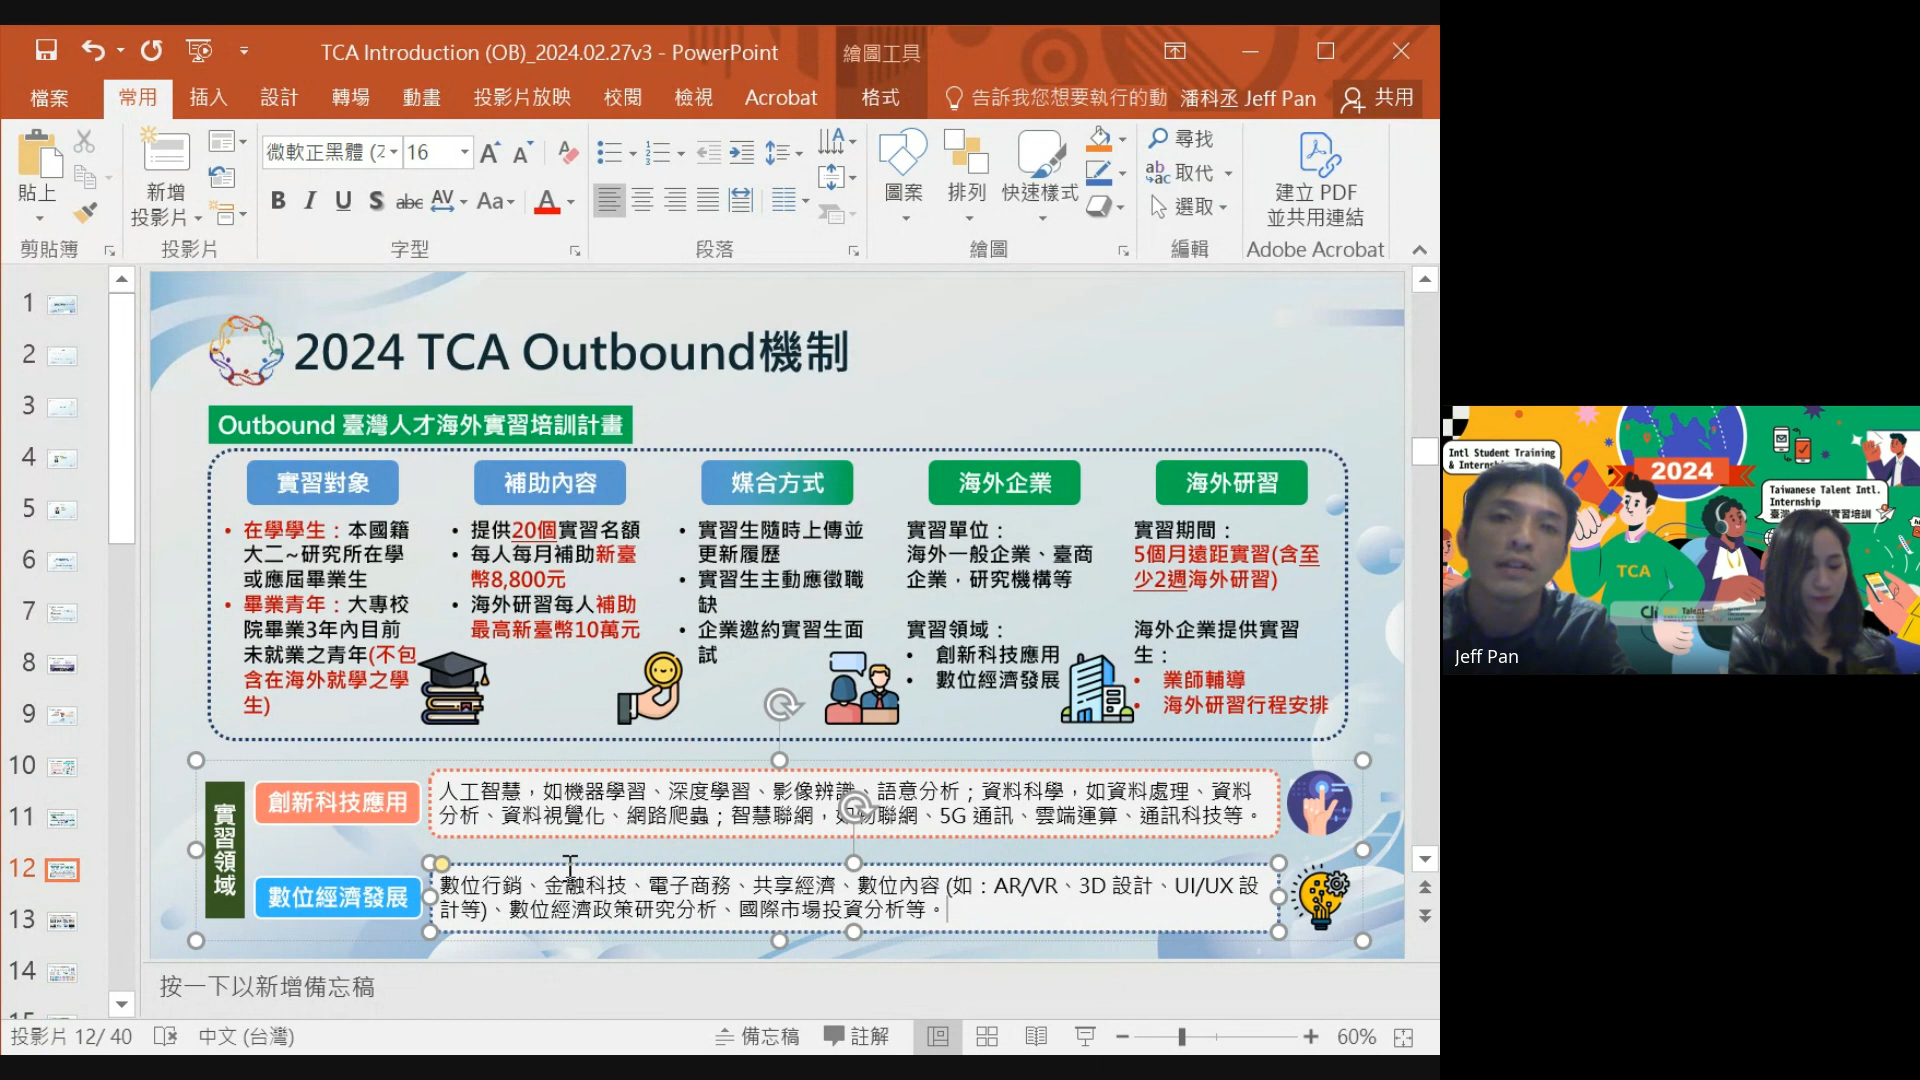 TCA Introduction (OB)_2024.02.27v3 - PowerPoint
繪圖工具
檔案
常用
插入
設計
轉場
動畫
投影片放映
校閱
檢視
Acrobat
格式
告訴我您想要執行的動
潘科丞 Jeff Pan
共用
貼上
剪貼簿
新增
投影片
投影片
微軟正黑體 (2
16
字型
段落
圖案
排列
快速樣式
繪圖
尋找
取代
選取
編輯
建立 PDF
並共用連結
Adobe Acrobat
1
2
3
4
5
6
7
8
9
10
11
12
13
14
2024 TCA Outbound機制
Outbound 臺灣人才海外實習培訓計畫
實習對象
• 在學學生：本國籍
大二~研究所在學
或應屆畢業生
• 畢業青年：大專校
院畢業3年內目前
未就業之青年(不包
含在海外就學之學
生)
補助內容
• 提供20個實習名額
• 每人每月補助新臺
幣8,800元
• 海外研習每人補助
最高新臺幣10萬元
媒合方式
• 實習生隨時上傳並
更新履歷
• 實習生主動應徵職
缺
• 企業邀約實習生面
試
海外企業
實習單位：
海外一般企業、臺商
企業，研究機構等
實習領域：
• 創新科技應用
• 數位經濟發展
海外研習
實習期間：
5個月遠距實習(含至
少2週海外研習)
海外企業提供實習
生：
• 業師輔導
• 海外研習行程安排
實習領域
創新科技應用
人工智慧，如機器學習、深度學習、影像辨識、語意分析；資料科學，如資料處理、資料
分析、資料視覺化、網路爬蟲；智慧聯網，如物聯網、5G 通訊、雲端運算、通訊科技等。
數位經濟發展
數位行銷、金融科技、電子商務、共享經濟、數位內容 (如：AR/VR、3D 設計、UI/UX 設
計等)、數位經濟政策研究分析、國際市場投資分析等。
按一下以新增備忘稿
投影片 12/ 40
中文 (台灣)
備忘稿
註解
60%
Intl Student Training
& Interns
2024
Taiwanese Talent Intl.
Internship
TCA
Talent
Jeff Pan